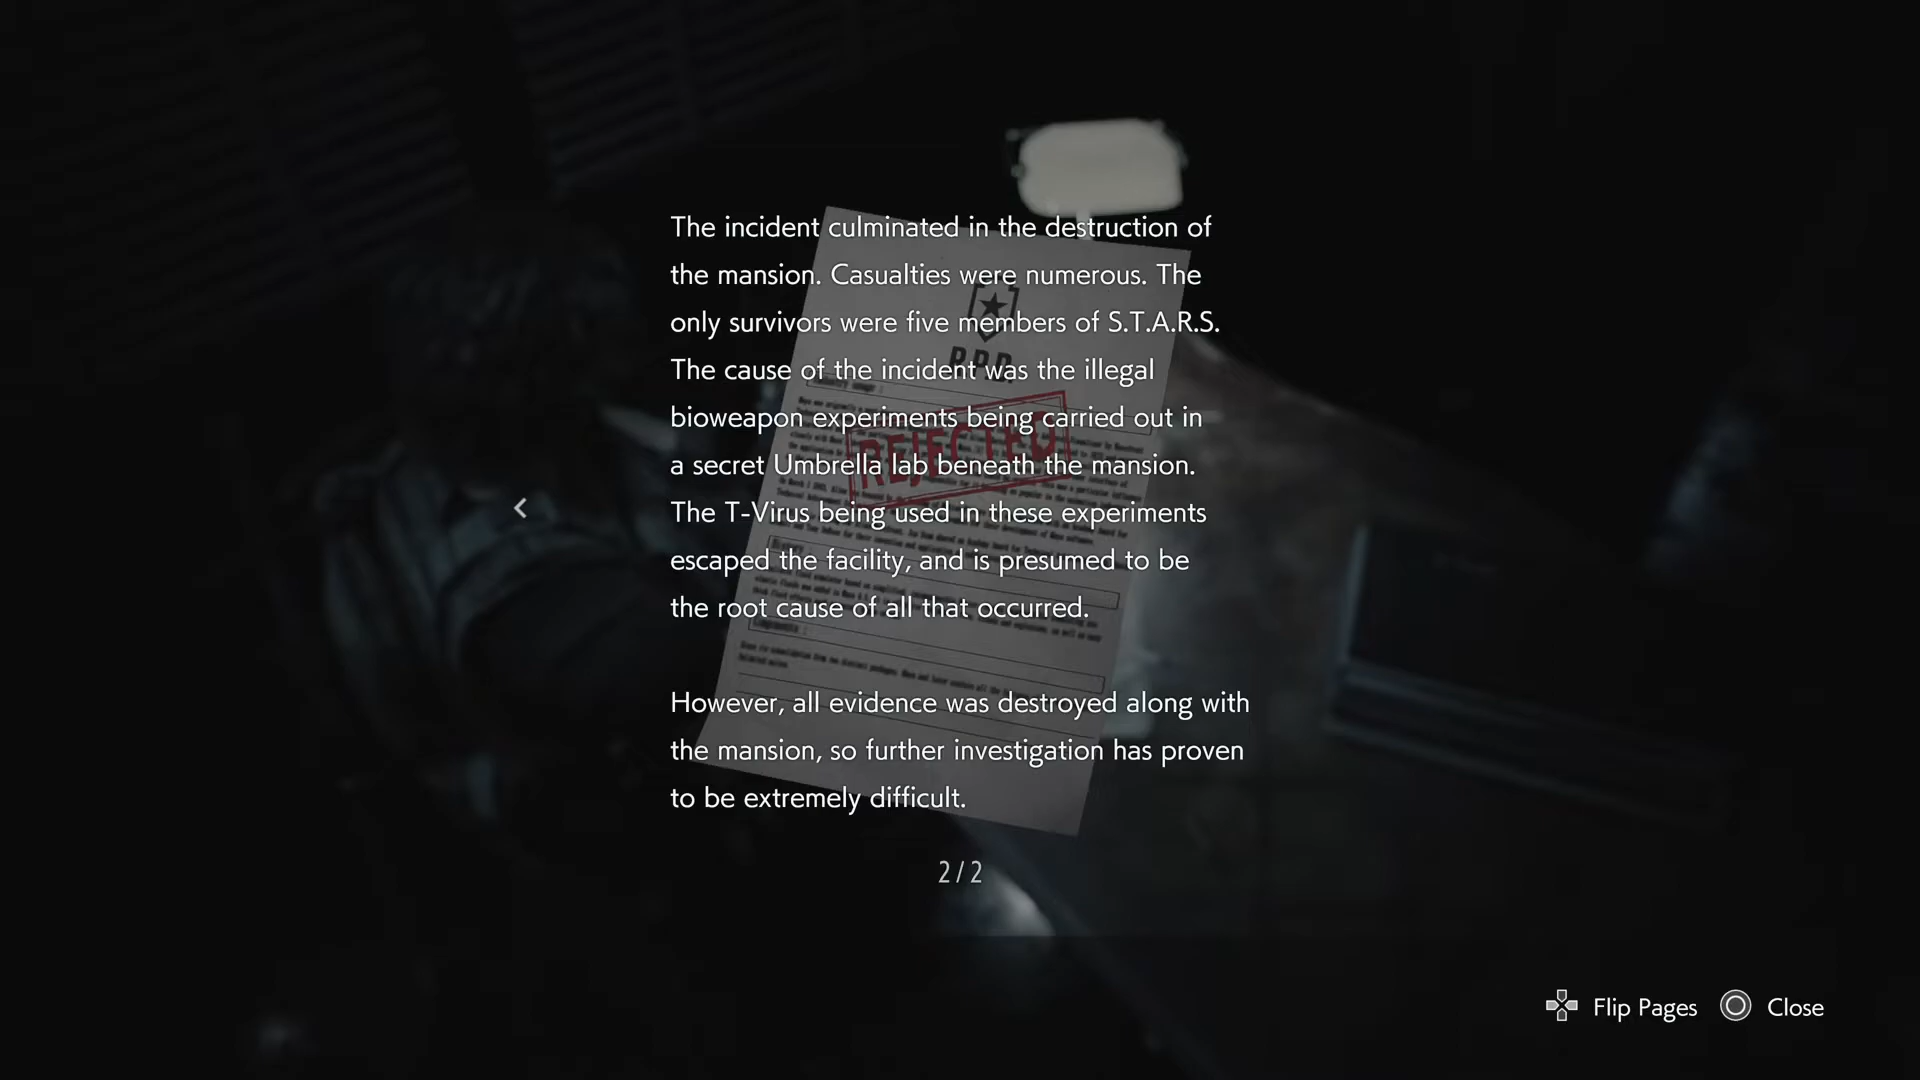 The incident culminated in the destruction of
the mansion. Casualties were numerous. The
only survivors were five members of S.T.A.R.S.
The cause of the incident was the illegal
bioweapon experiments being carried out in
a secret Umbrella lab beneath the mansion.
The T-Virus being used in these experiments
escaped the facility, and is presumed to be
the root cause of all that occurred.
However, all evidence was destroyed along with
the mansion, so further investigation has proven
to be extremely difficult.
2 / 2
R.P.D.
REJECTED
Flip Pages
Close